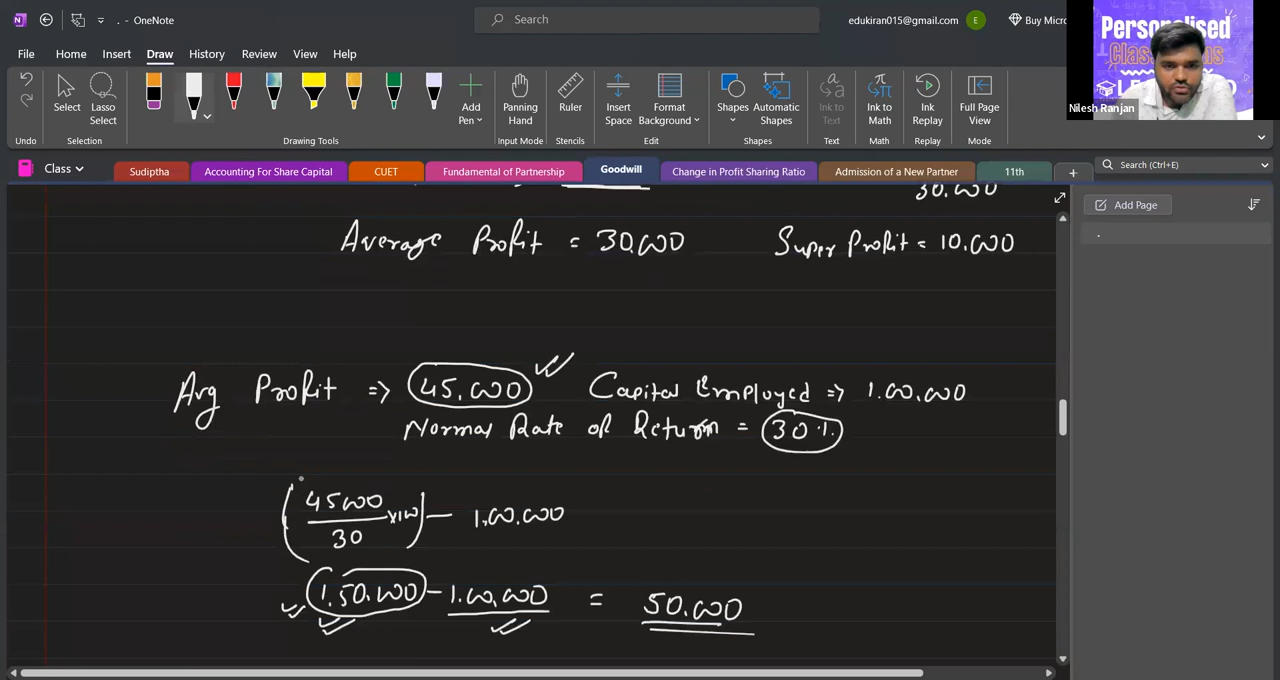 . - OneNote
Search
edukiran015@gmail.com
E
Buy Micr
File Home Insert Draw History Review View Help
Undo
Select
Lasso Select
Selection
Drawing Tools
Add Pen
Panning Hand
Input Mode
Ruler
Stencils
Insert Space
Format Background
Edit
Shapes
Automatic Shapes
Shapes
Ink to Text
Text
Ink to Math
Math
Ink Replay
Replay
Full Page View
View
Personalised
Nilesh Ranjan
Class
Sudiptha
Accounting For Share Capital
CUET
Fundamental of Partnership
Goodwill
Change in Profit Sharing Ratio
Admission of a New Partner
11th
+
Search (Ctrl+E)
Add Page
.
30.000
Average Profit = 30.000 Super Profit = 10.000
Avg Profit ⇒ 45.000 Capital Employed ⇒ 1.00.000
Normal Rate of Return = 30%
(45000/30 ×100) - 1.00.000
1.50.000 - 1.00.000 = 50.000